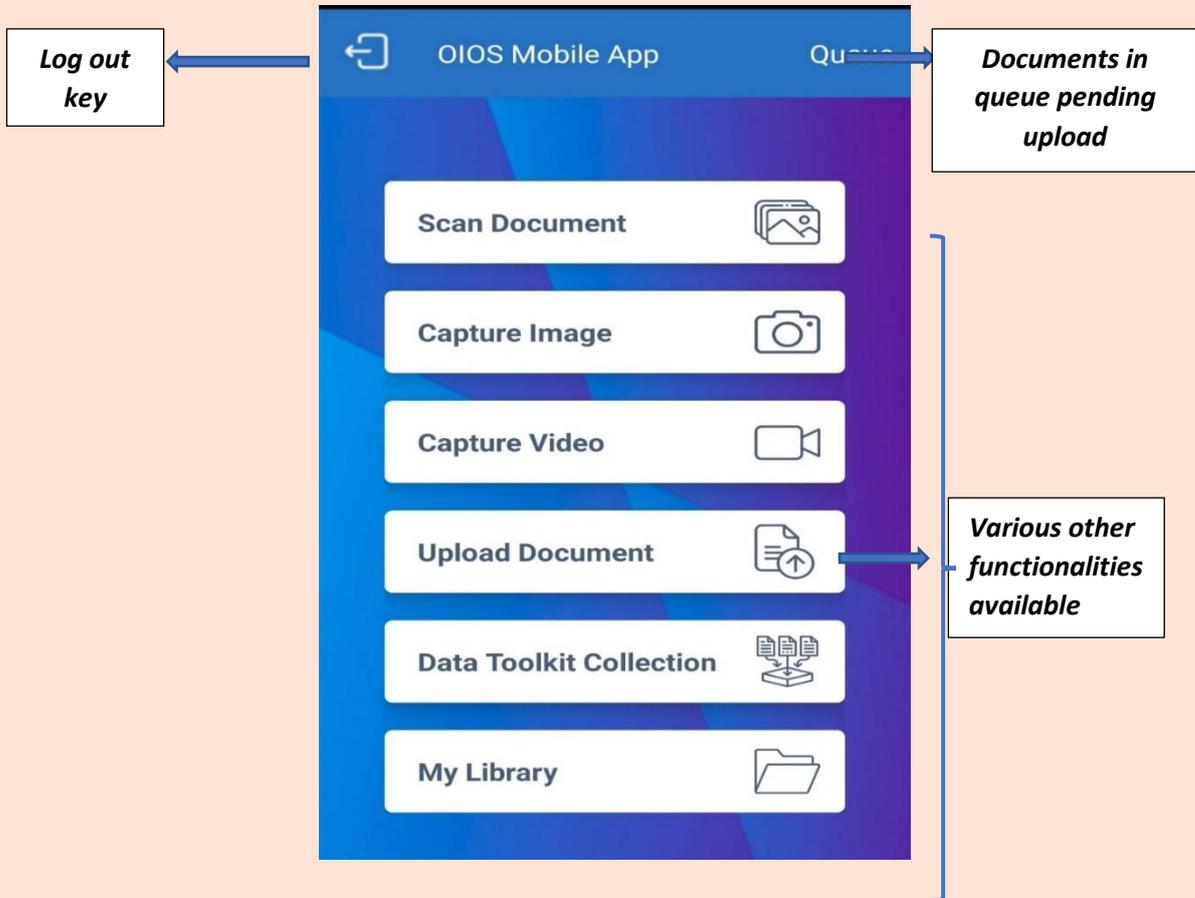 Log out
key
OIOS Mobile App
Queue
Documents in
queue pending
upload
Scan Document
Capture Image
Capture Video
Upload Document
Various other
functionalities
available
Data Toolkit Collection
My Library